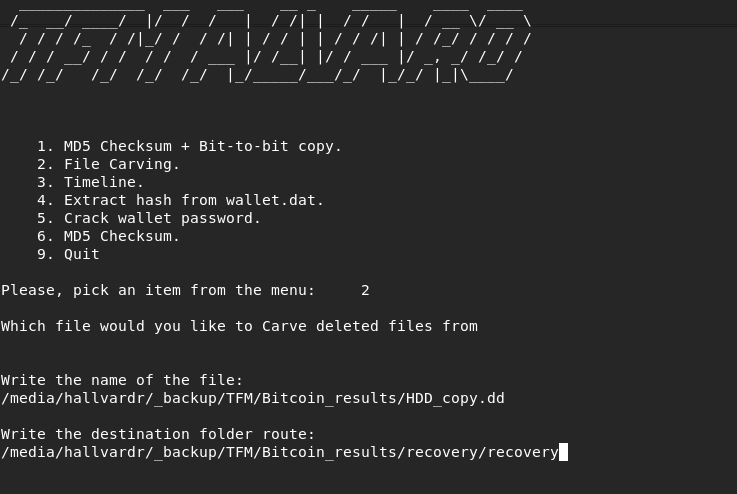 1. MD5 Checksum + Bit-to-bit copy.
2. File Carving.
3. Timeline.
4. Extract hash from wallet.dat.
5. Crack wallet password.
6. MD5 Checksum.
9. Quit
Please, pick an item from the menu: 2
Which file would you like to Carve deleted files from
Write the name of the file:
/media/hallvardr/_backup/TFM/Bitcoin_results/HDD_copy.dd
Write the destination folder route:
/media/hallvardr/_backup/TFM/Bitcoin_results/recovery/recovery